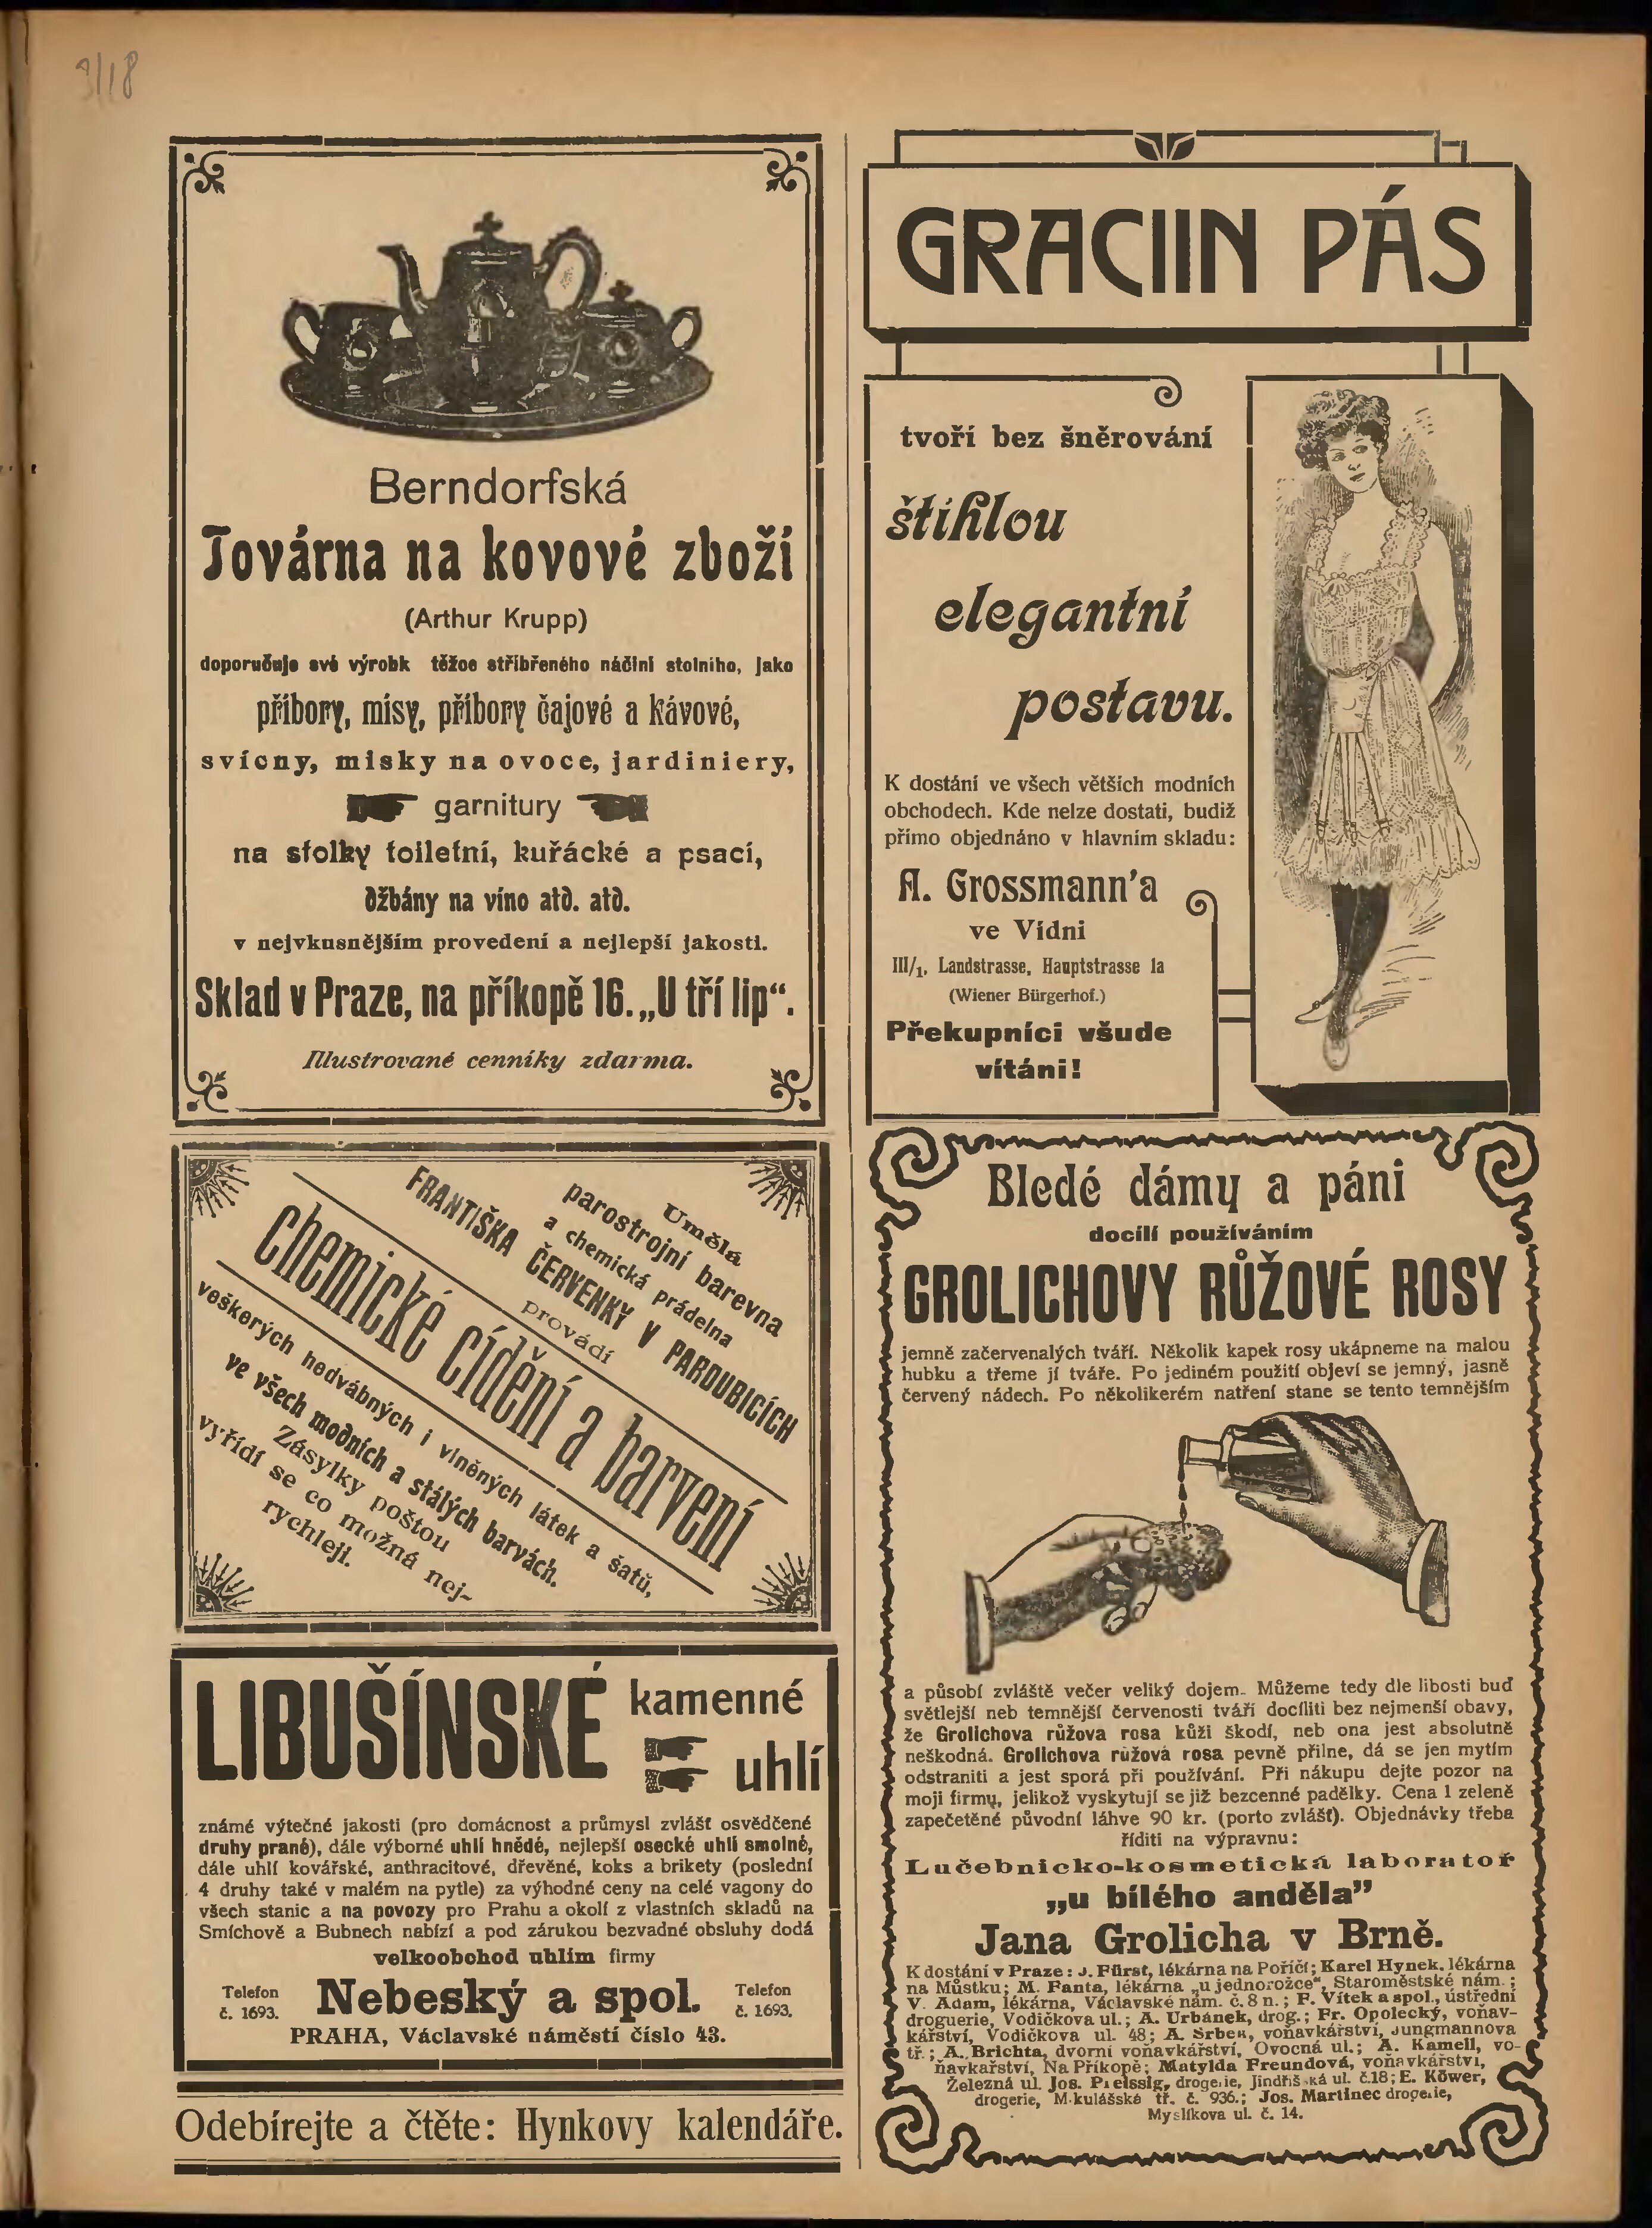 3/18
Berndorfská
Továrna na kovové zboží
(Arthur Krupp)
doporučuje své výrobk těžce stříbřeného náčiní stolního, jako
příbory, mísy, příbory čajové a kávové,
svícny, misky na ovoce, jardiniery,
garnitury
na stolky toiletní, kuřácké a psací,
džbány na víno atd. atd.
v nejvkusnějším provedení a nejlepší jakosti.
Sklad v Praze, na příkopě 16. „U tří lip“.
Illustrované cenníky zdarma.
Umělá
parostrojní barevna
a chemická prádelna
FRANTIŠKA ČERVENKY V PARDUBICÍCH
provádí
chemické cídění a barvení
veškerých hedvábných i vlněných látek a šatů,
ve všech modních a stálých barvách.
Zásylky poštou
vyřídí se co možná nej-
rychleji.
LIBUŠÍNSKÉ kamenné
uhlí
známé výtečné jakosti (pro domácnost a průmysl zvlášť osvědčené
druhy prané), dále výborné uhlí hnědé, nejlepší osecké uhlí smolné,
dále uhlí kovářské, anthracitové, dřevěné, koks a brikety (poslední
4 druhy také v malém na pytle) za výhodné ceny na celé vagony do
všech stanic a na povozy pro Prahu a okolí z vlastních skladů na
Smíchově a Bubnech nabízí a pod zárukou bezvadné obsluhy dodá
velkoobchod uhlím firmy
Telefon č. 1693. Nebeský a spol. Telefon č. 1693.
PRAHA, Václavské náměstí číslo 43.
Odebírejte a čtěte: Hynkovy kalendáře.
GRACIIN PÁS
tvoří bez šněrování
štíhlou
elegantní
postavu.
K dostání ve všech větších modních
obchodech. Kde nelze dostati, budiž
přímo objednáno v hlavním skladu:
A. Grossmann'a
ve Vídni
III/1, Landstrasse, Hauptstrasse 1a
(Wiener Bürgerhof.)
Překupníci všude
vítáni!
Bledé dámy a páni
docílí používáním
GROLICHOVY RŮŽOVÉ ROSY
jemně začervenalých tváří. Několik kapek rosy ukápneme na malou
hubku a třeme jí tváře. Po jediném použití objeví se jemný, jasně
červený nádech. Po několikerém natření stane se tento temnějším
a působí zvláště večer veliký dojem. Můžeme tedy dle libosti buď
světlejší neb temnější červenosti tváří docíliti bez nejmenší obavy,
že Grolichova růžova rosa kůži škodí, neb ona jest absolutně
neškodná. Grolichova růžová rosa pevně přilne, dá se jen mytím
odstraniti a jest sporá při používání. Při nákupu dejte pozor na
moji firmu, jelikož vyskytují se již bezcenné padělky. Cena 1 zeleně
zapečetěné původní láhve 90 kr. (porto zvlášť). Objednávky třeba
říditi na výpravnu:
Lučebnicko-kosmetická laboratoř
„u bílého anděla”
Jana Grolicha v Brně.
K dostání v Praze: J. Fürst, lékárna na Poříčí; Karel Hynek, lékárna
na Můstku; M. Fanta, lékárna „u jednorožce“, Staroměstské nám.;
V. Adam, lékárna, Václavské nám. č. 8 n.; F. Vítek a spol., ústřední
droguerie, Vodičkova ul.; A. Urbánek, drog.; Fr. Opolecký, voňav-
kářství, Vodičkova ul. 48; A. Srbek, voňavkářství, Jungmannova
tř.; A. Brichta, dvorní voňavkářství, Ovocná ul.; A. Kamell, vo-
ňavkařství, Na Příkopě; Matylda Freundová, voňavkářství,
Železná ul. Jos. Preissig, drogerie, Jindřišská ul. č.18; E. Köwer,
drogerie, Mikulášská tř. č. 936.; Jos. Martinec drogerie,
Myslíkova ul. č. 14.